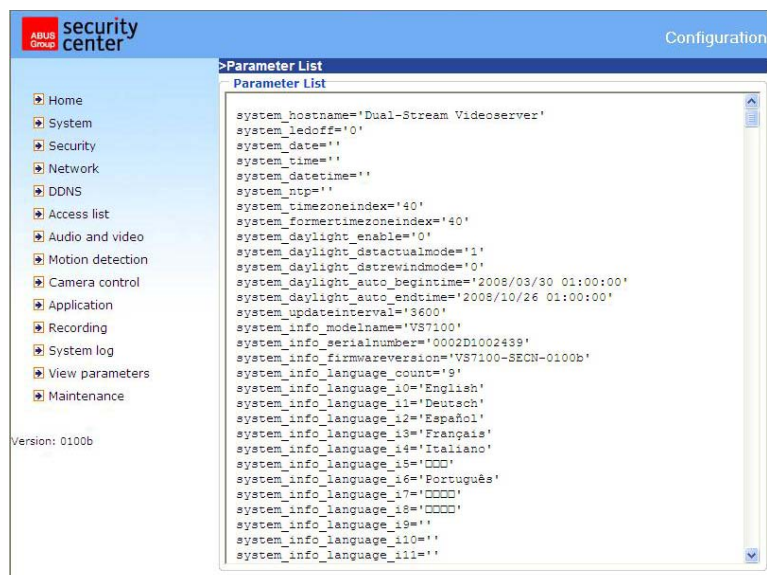 ABUS Group security center
Configuration
>Parameter List
Parameter List
Home
System
Security
Network
DDNS
Access list
Audio and video
Motion detection
Camera control
Application
Recording
System log
View parameters
Maintenance
Version: 0100b
system_hostname='Dual-Stream Videoserver'
system_ledoff='0'
system_date=''
system_time=''
system_datetime=''
system_ntp=''
system_timezoneindex='40'
system_formertimezoneindex='40'
system_daylight_enable='0'
system_daylight_dstactualmode='1'
system_daylight_dstrewindmode='0'
system_daylight_auto_begintime='2008/03/30 01:00:00'
system_daylight_auto_endtime='2008/10/26 01:00:00'
system_updateinterval='3600'
system_info_modelname='VS7100'
system_info_serialnumber='0002D1002439'
system_info_firmwareversion='VS7100-SECN-0100b'
system_info_language_count='9'
system_info_language_i0='English'
system_info_language_i1='Deutsch'
system_info_language_i2='Español'
system_info_language_i3='Français'
system_info_language_i4='Italiano'
system_info_language_i5='□□□'
system_info_language_i6='Português'
system_info_language_i7='□□□□'
system_info_language_i8='□□□□'
system_info_language_i9=''
system_info_language_i10=''
system_info_language_i11=''